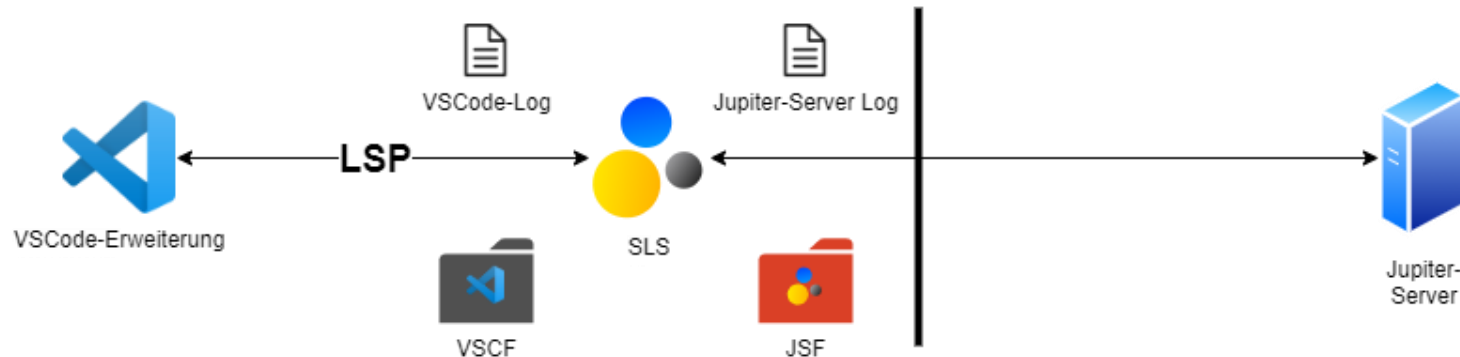 VSCode-Log
Jupiter-Server Log
LSP
VSCode-Erweiterung
SLS
Jupiter-
Server
VSCF
JSF